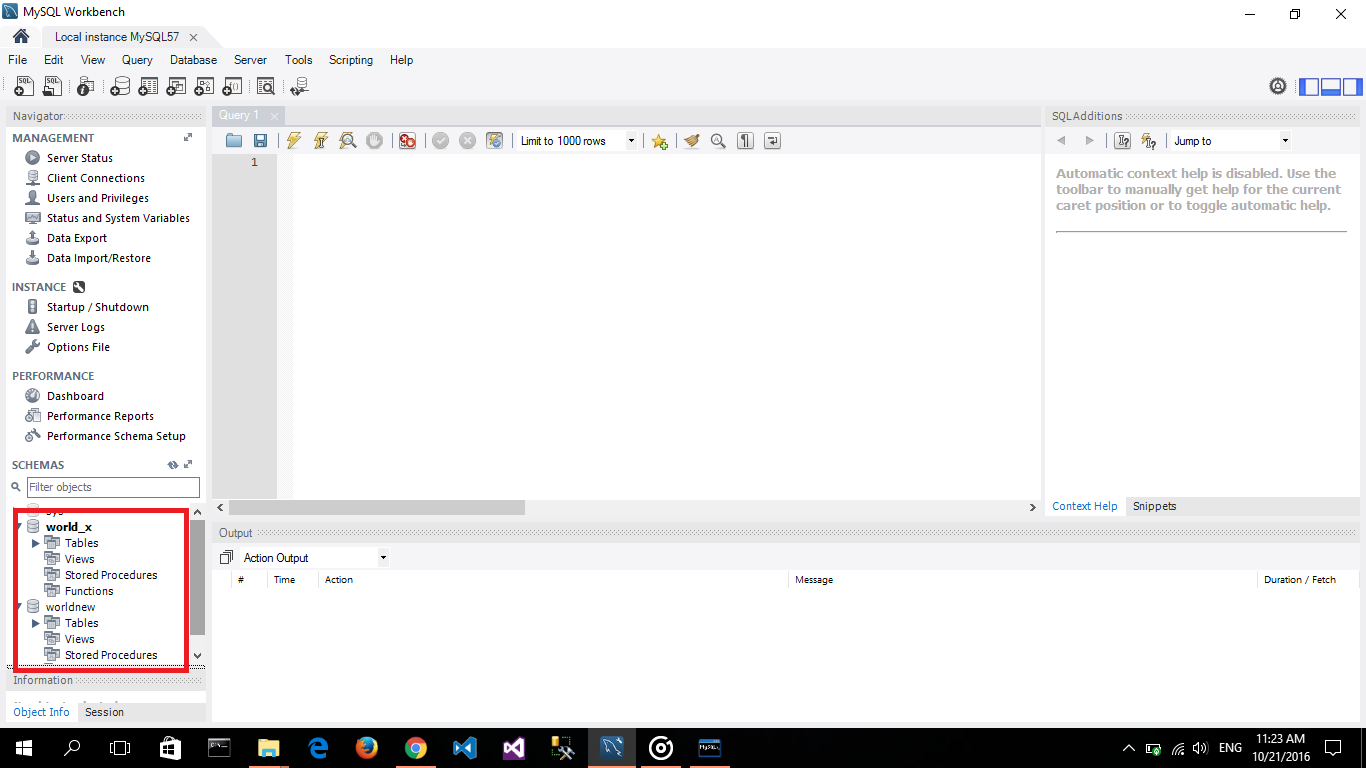 MySQL Workbench
Local instance MySQL57
File Edit View Query Database Server Tools Scripting Help
Navigator
MANAGEMENT
Server Status
Client Connections
Users and Privileges
Status and System Variables
Data Export
Data Import/Restore
INSTANCE
Startup / Shutdown
Server Logs
Options File
PERFORMANCE
Dashboard
Performance Reports
Performance Schema Setup
SCHEMAS
Filter objects
sys
world_x
Tables
Views
Stored Procedures
Functions
worldnew
Tables
Views
Stored Procedures
Information
Object Info Session
Query 1
Limit to 1000 rows
1
Output
Action Output
# Time Action Message Duration / Fetch
SQLAdditions
Jump to
Automatic context help is disabled. Use the
toolbar to manually get help for the current
caret position or to toggle automatic help.
Context Help Snippets
ENG
11:23 AM
10/21/2016